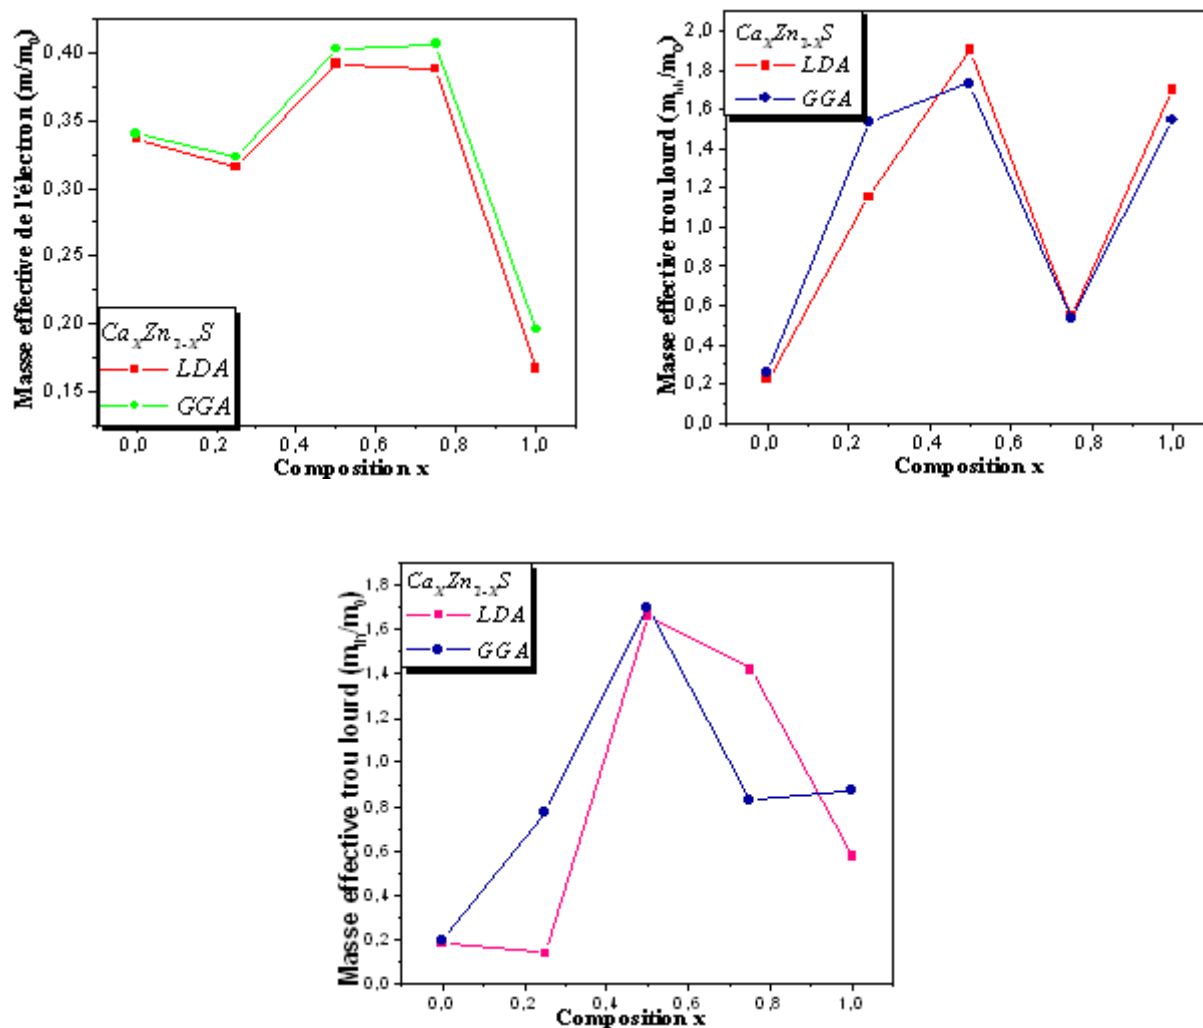 Masse effective de l'électron (m/m₀)
0,40
0,35
0,30
0,25
0,20
0,15
CaₓZn₁₋ₓS
LDA
GGA
0,0 0,2 0,4 0,6 0,8 1,0
Composition x
Masse effective trou lourd (mₕₕ/m₀)
2,0
1,8
1,6
1,4
1,2
1,0
0,8
0,6
0,4
0,2
0,0
CaₓZn₁₋ₓS
LDA
GGA
0,0 0,2 0,4 0,6 0,8 1,0
Composition x
Masse effective trou lourd (mₗₕ/m₀)
1,8
1,6
1,4
1,2
1,0
0,8
0,6
0,4
0,2
0,0
CaₓZn₁₋ₓS
LDA
GGA
0,0 0,2 0,4 0,6 0,8 1,0
Composition x